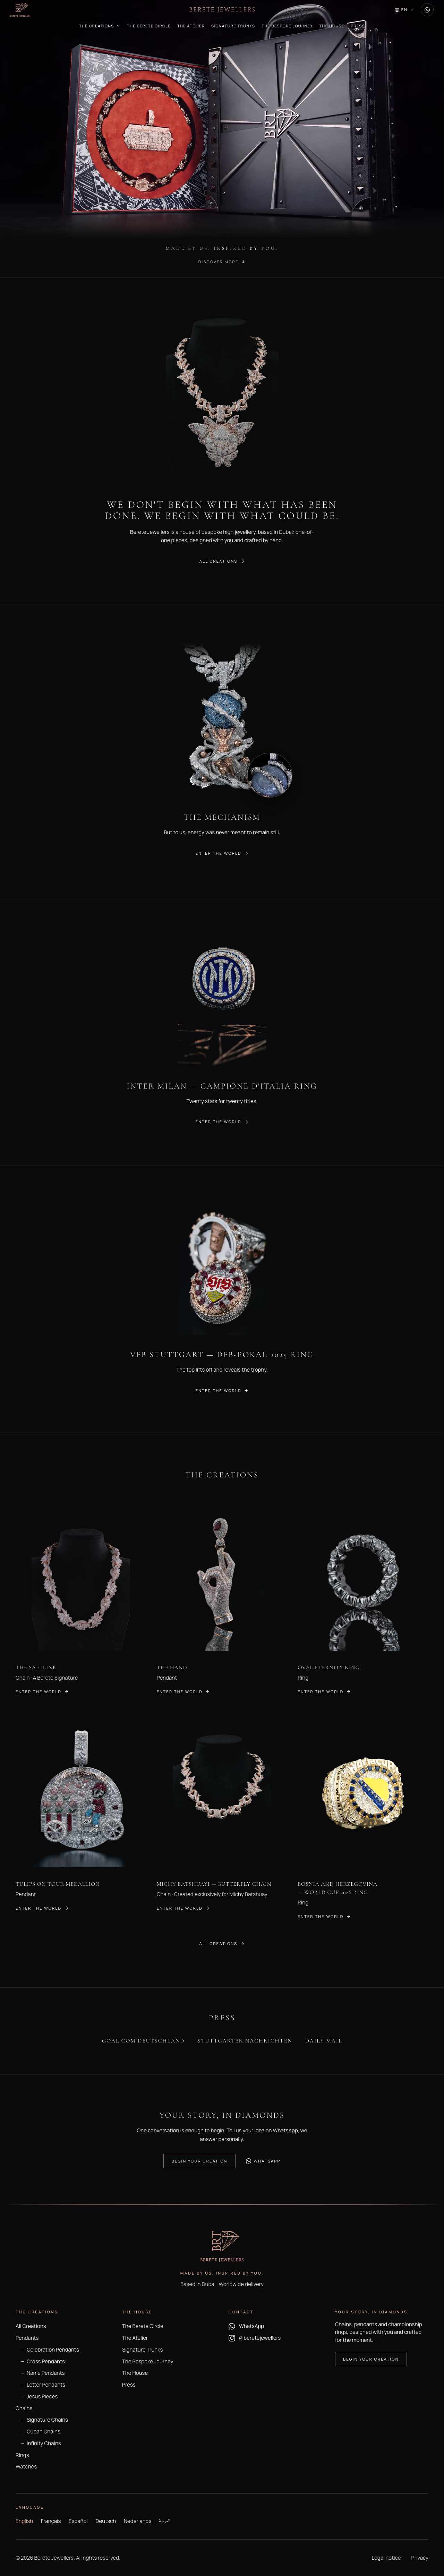 BERETE JEWELLERS
EN
THE CREATIONS THE BERETE CIRCLE THE ATELIER SIGNATURE TRUNKS THE BESPOKE JOURNEY THE HOUSE PRESS
BRT
MADE BY US. INSPIRED BY YOU.
DISCOVER MORE
WE DON'T BEGIN WITH WHAT HAS BEEN
DONE. WE BEGIN WITH WHAT COULD BE.
Berete Jewellers is a house of bespoke high jewellery, based in Dubai: one-of-
one pieces, designed with you and crafted by hand.
ALL CREATIONS →
THE MECHANISM
But to us, energy was never meant to remain still.
ENTER THE WORLD →
INTER MILAN — CAMPIONE D'ITALIA RING
Twenty stars for twenty titles.
ENTER THE WORLD →
VFB STUTTGART — DFB-POKAL 2025 RING
The top lifts off and reveals the trophy.
ENTER THE WORLD →
THE CREATIONS
THE SAFI LINK
Chain · A Berete Signature
ENTER THE WORLD →
THE HAND
Pendant
ENTER THE WORLD →
OVAL ETERNITY RING
Ring
ENTER THE WORLD →
TULIPS ON TOUR MEDALLION
Pendant
ENTER THE WORLD →
MICHY BATSHUAYI — BUTTERFLY CHAIN
Chain · Created exclusively for Michy Batshuayi
ENTER THE WORLD →
BOSNIA AND HERZEGOVINA
— WORLD CUP 2026 RING
Ring
ENTER THE WORLD →
ALL CREATIONS →
PRESS
GOAL.COM DEUTSCHLAND STUTTGARTER NACHRICHTEN DAILY MAIL
YOUR STORY, IN DIAMONDS
One conversation is enough to begin. Tell us your idea on WhatsApp, we
answer personally.
BEGIN YOUR CREATION WHATSAPP
BRT
BERETE JEWELLERS
MADE BY US. INSPIRED BY YOU.
Based in Dubai · Worldwide delivery
THE CREATIONS
All Creations
Pendants
– Celebration Pendants
– Cross Pendants
– Name Pendants
– Letter Pendants
– Jesus Pieces
Chains
– Signature Chains
– Cuban Chains
– Infinity Chains
Rings
Watches
THE HOUSE
The Berete Circle
The Atelier
Signature Trunks
The Bespoke Journey
The House
Press
CONTACT
WhatsApp
@beretejewellers
YOUR STORY, IN DIAMONDS
Chains, pendants and championship
rings, designed with you and crafted
for the moment.
BEGIN YOUR CREATION
LANGUAGE
English Français Español Deutsch Nederlands العربية
© 2026 Berete Jewellers. All rights reserved.
Legal notice Privacy